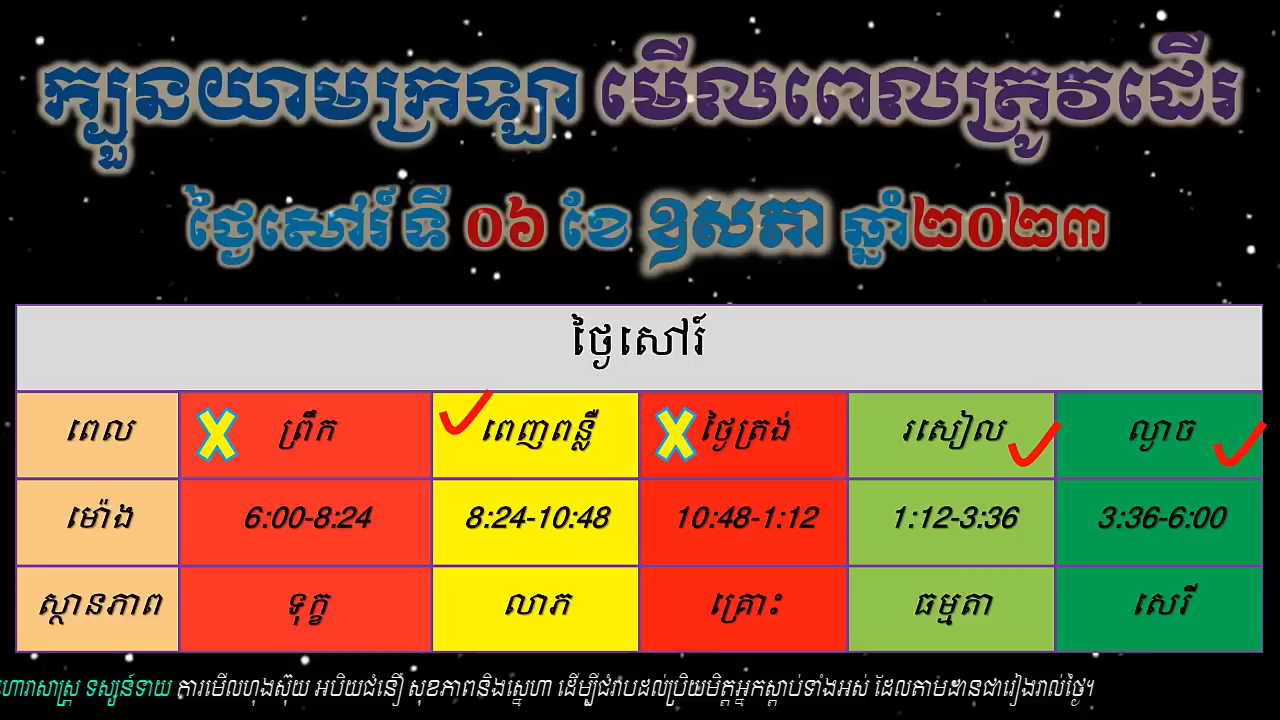 ក្បួនយាមក្រឡា មើលពេលត្រូវដើរ
ថ្ងៃសៅរ៍ ទី ០៦ ខែ ឧសភា ឆ្នាំ២០២៣
ថ្ងៃសៅរ៍
ពេល ព្រឹក ពេញពន្លឺ ថ្ងៃត្រង់ រសៀល ល្ងាច
ម៉ោង 6:00-8:24 8:24-10:48 10:48-1:12 1:12-3:36 3:36-6:00
ស្ថានភាព ទុក្ខ លាភ គ្រោះ ធម្មតា សេរី
ហោរាសាស្ត្រ ទស្សន៍ទាយ ការមើលហុងស៊ុយ អបិយជំនឿ សុខភាពនិងស្នេហា ដើម្បីជំរាបដល់ប្រិយមិត្តអ្នកស្តាប់ទាំងអស់ ដែលតាមដានជារៀងរាល់ថ្ងៃ។